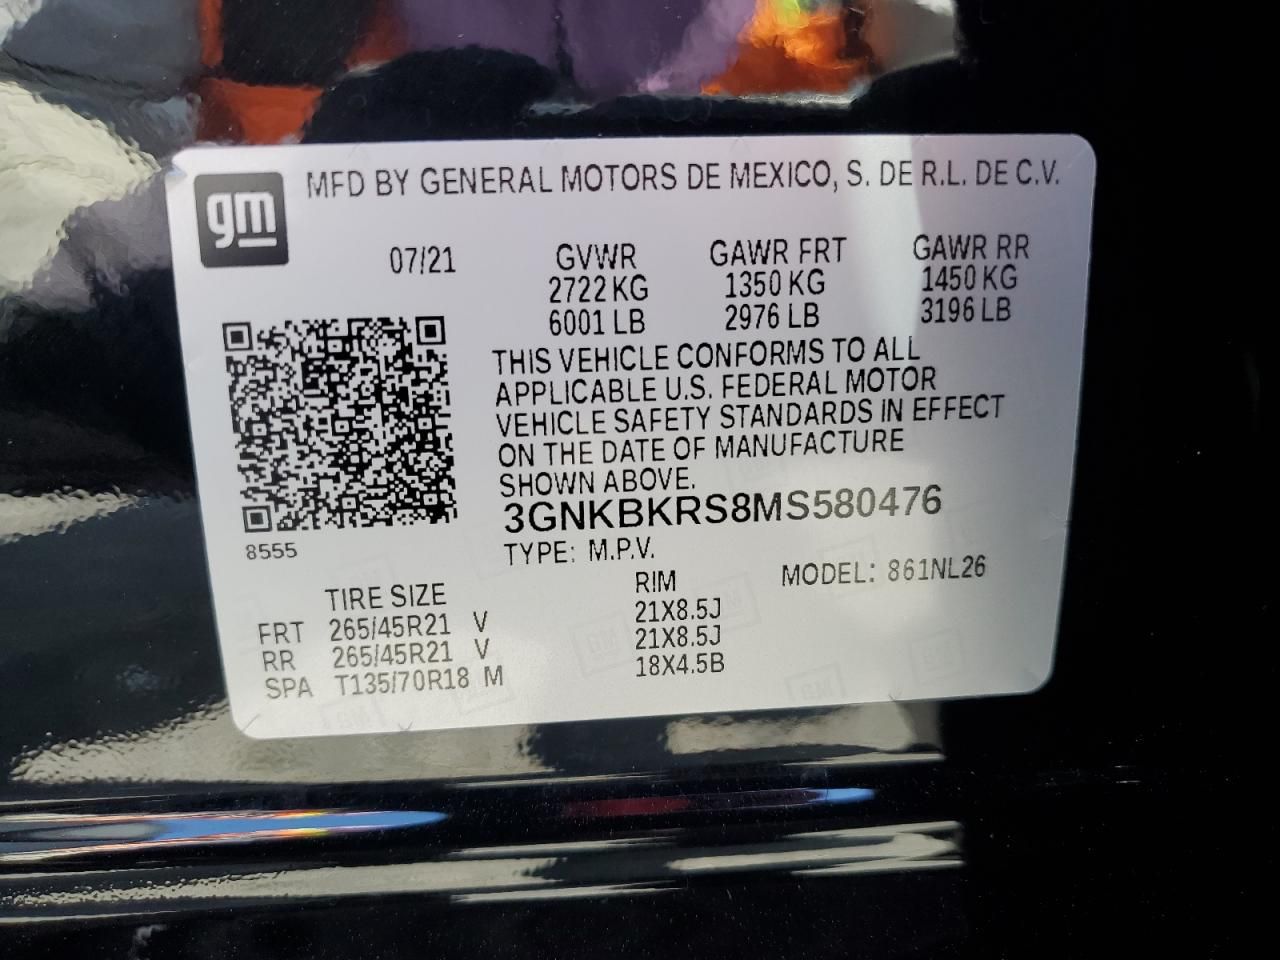 gm
MFD BY GENERAL MOTORS DE MEXICO, S. DE R.L. DE C.V.
07/21
GVWR GAWR FRT GAWR RR
2722 KG 1350 KG 1450 KG
6001 LB 2976 LB 3196 LB
THIS VEHICLE CONFORMS TO ALL
APPLICABLE U.S. FEDERAL MOTOR
VEHICLE SAFETY STANDARDS IN EFFECT
ON THE DATE OF MANUFACTURE
SHOWN ABOVE.
3GNKBKRS8MS580476
8555
TYPE: M.P.V.
MODEL: 861NL26
TIRE SIZE RIM
FRT 265/45R21 V 21X8.5J
RR 265/45R21 V 21X8.5J
SPA T135/70R18 M 18X4.5B